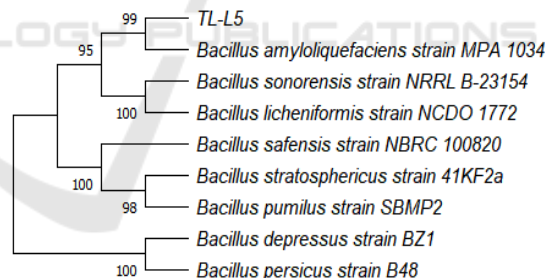 LOGY PUBLICATIONS
99
TL-L5
Bacillus amyloliquefaciens strain MPA 1034
95
Bacillus sonorensis strain NRRL B-23154
100
Bacillus licheniformis strain NCDO 1772
Bacillus safensis strain NBRC 100820
100
Bacillus stratosphericus strain 41KF2a
98
Bacillus pumilus strain SBMP2
Bacillus depressus strain BZ1
100
Bacillus persicus strain B48